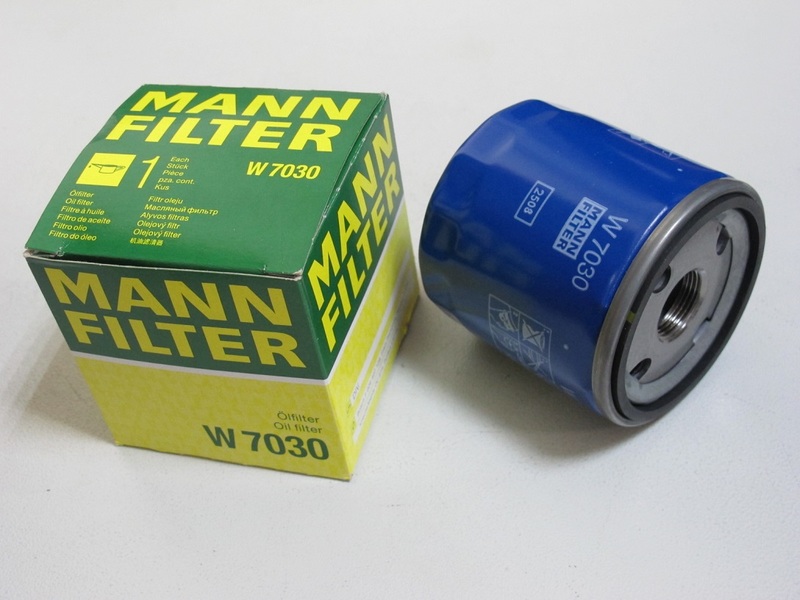 MANN
FILTER
1
Each
Stück
Pièce
pza. cont.
Kus
W 7030
Ölfilter
Oil filter
Filtre à huile
Filtro de aceite
Filtro olio
Filtro do óleo
Filtr oleju
Масляный фильтр
Alyvos filtras
Olejový filtr
Olejový filter
机油滤清器
MANN
FILTER
Ölfilter
Oil filter
W 7030
MANN
FILTER
2508
MANN
FILTER
W 7030